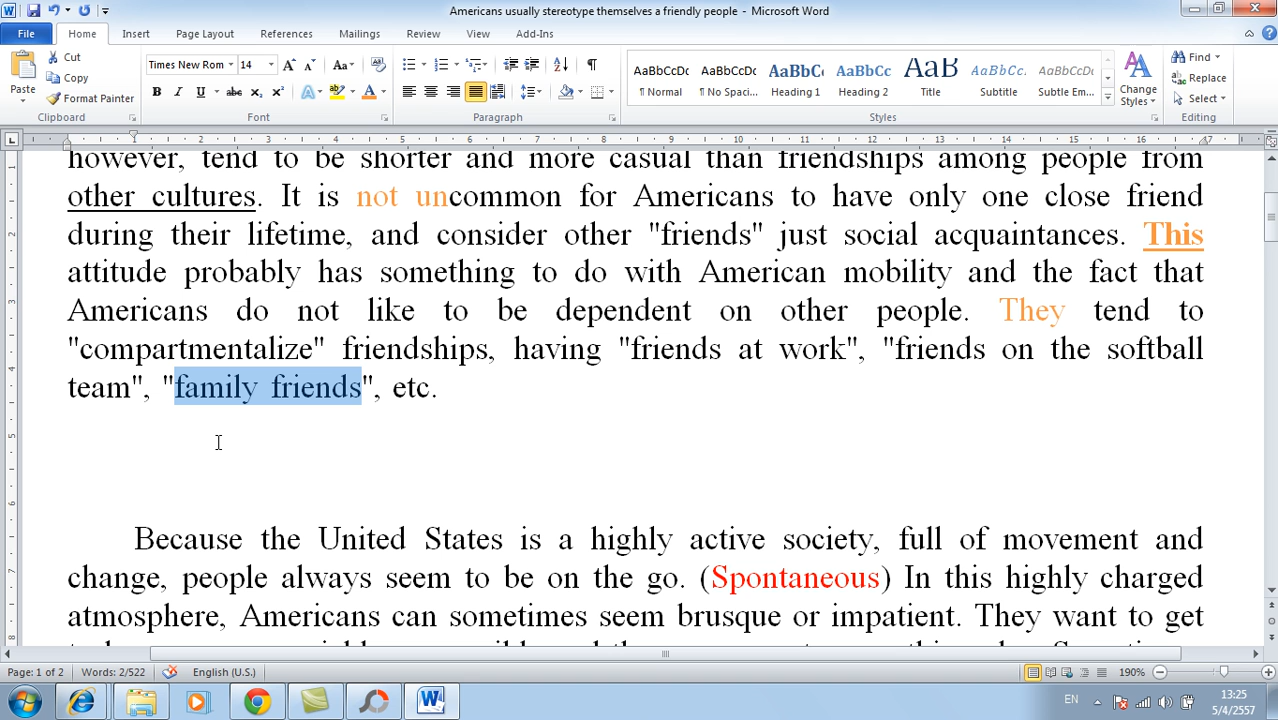 Americans usually stereotype themselves a friendly people - Microsoft Word
File Home Insert Page Layout References Mailings Review View Add-Ins
Paste
Cut
Copy
Format Painter
Clipboard
Times New Rom 14
Font
Paragraph
AaBbCcDc AaBbCcDc AaBbCc AaBbCc AaB AaBbCc. AaBbCcDc
¶ Normal ¶ No Spaci... Heading 1 Heading 2 Title Subtitle Subtle Em...
Styles
Change Styles
Find
Replace
Select
Editing
however, tend to be shorter and more casual than friendships among people from
other cultures. It is not uncommon for Americans to have only one close friend
during their lifetime, and consider other "friends" just social acquaintances. This
attitude probably has something to do with American mobility and the fact that
Americans do not like to be dependent on other people. They tend to
"compartmentalize" friendships, having "friends at work", "friends on the softball
team", "family friends", etc.
Because the United States is a highly active society, full of movement and
change, people always seem to be on the go. (Spontaneous) In this highly charged
atmosphere, Americans can sometimes seem brusque or impatient. They want to get
Page: 1 of 2 Words: 2/522 English (U.S.) 190%
EN 13:25
5/4/2557